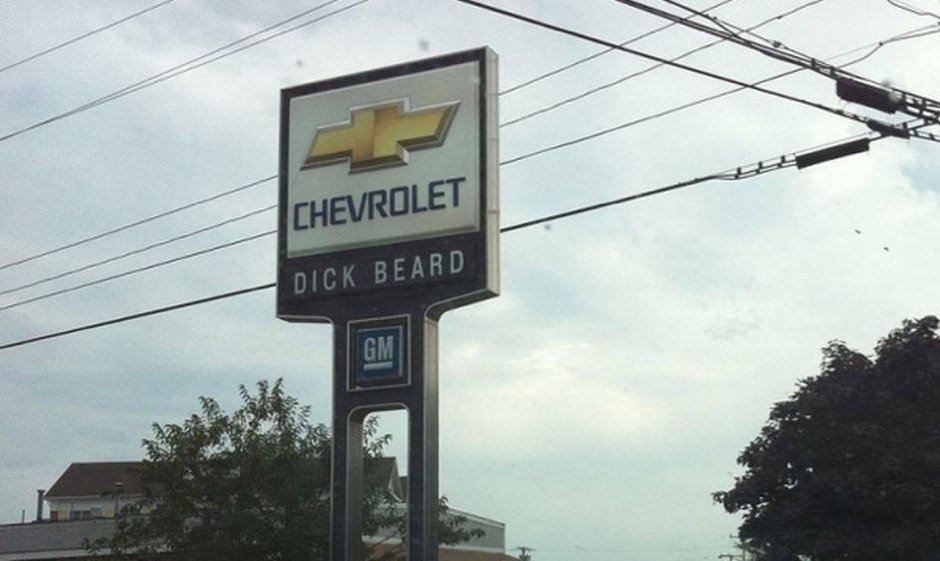 CHEVROLET
DICK BEARD
GM